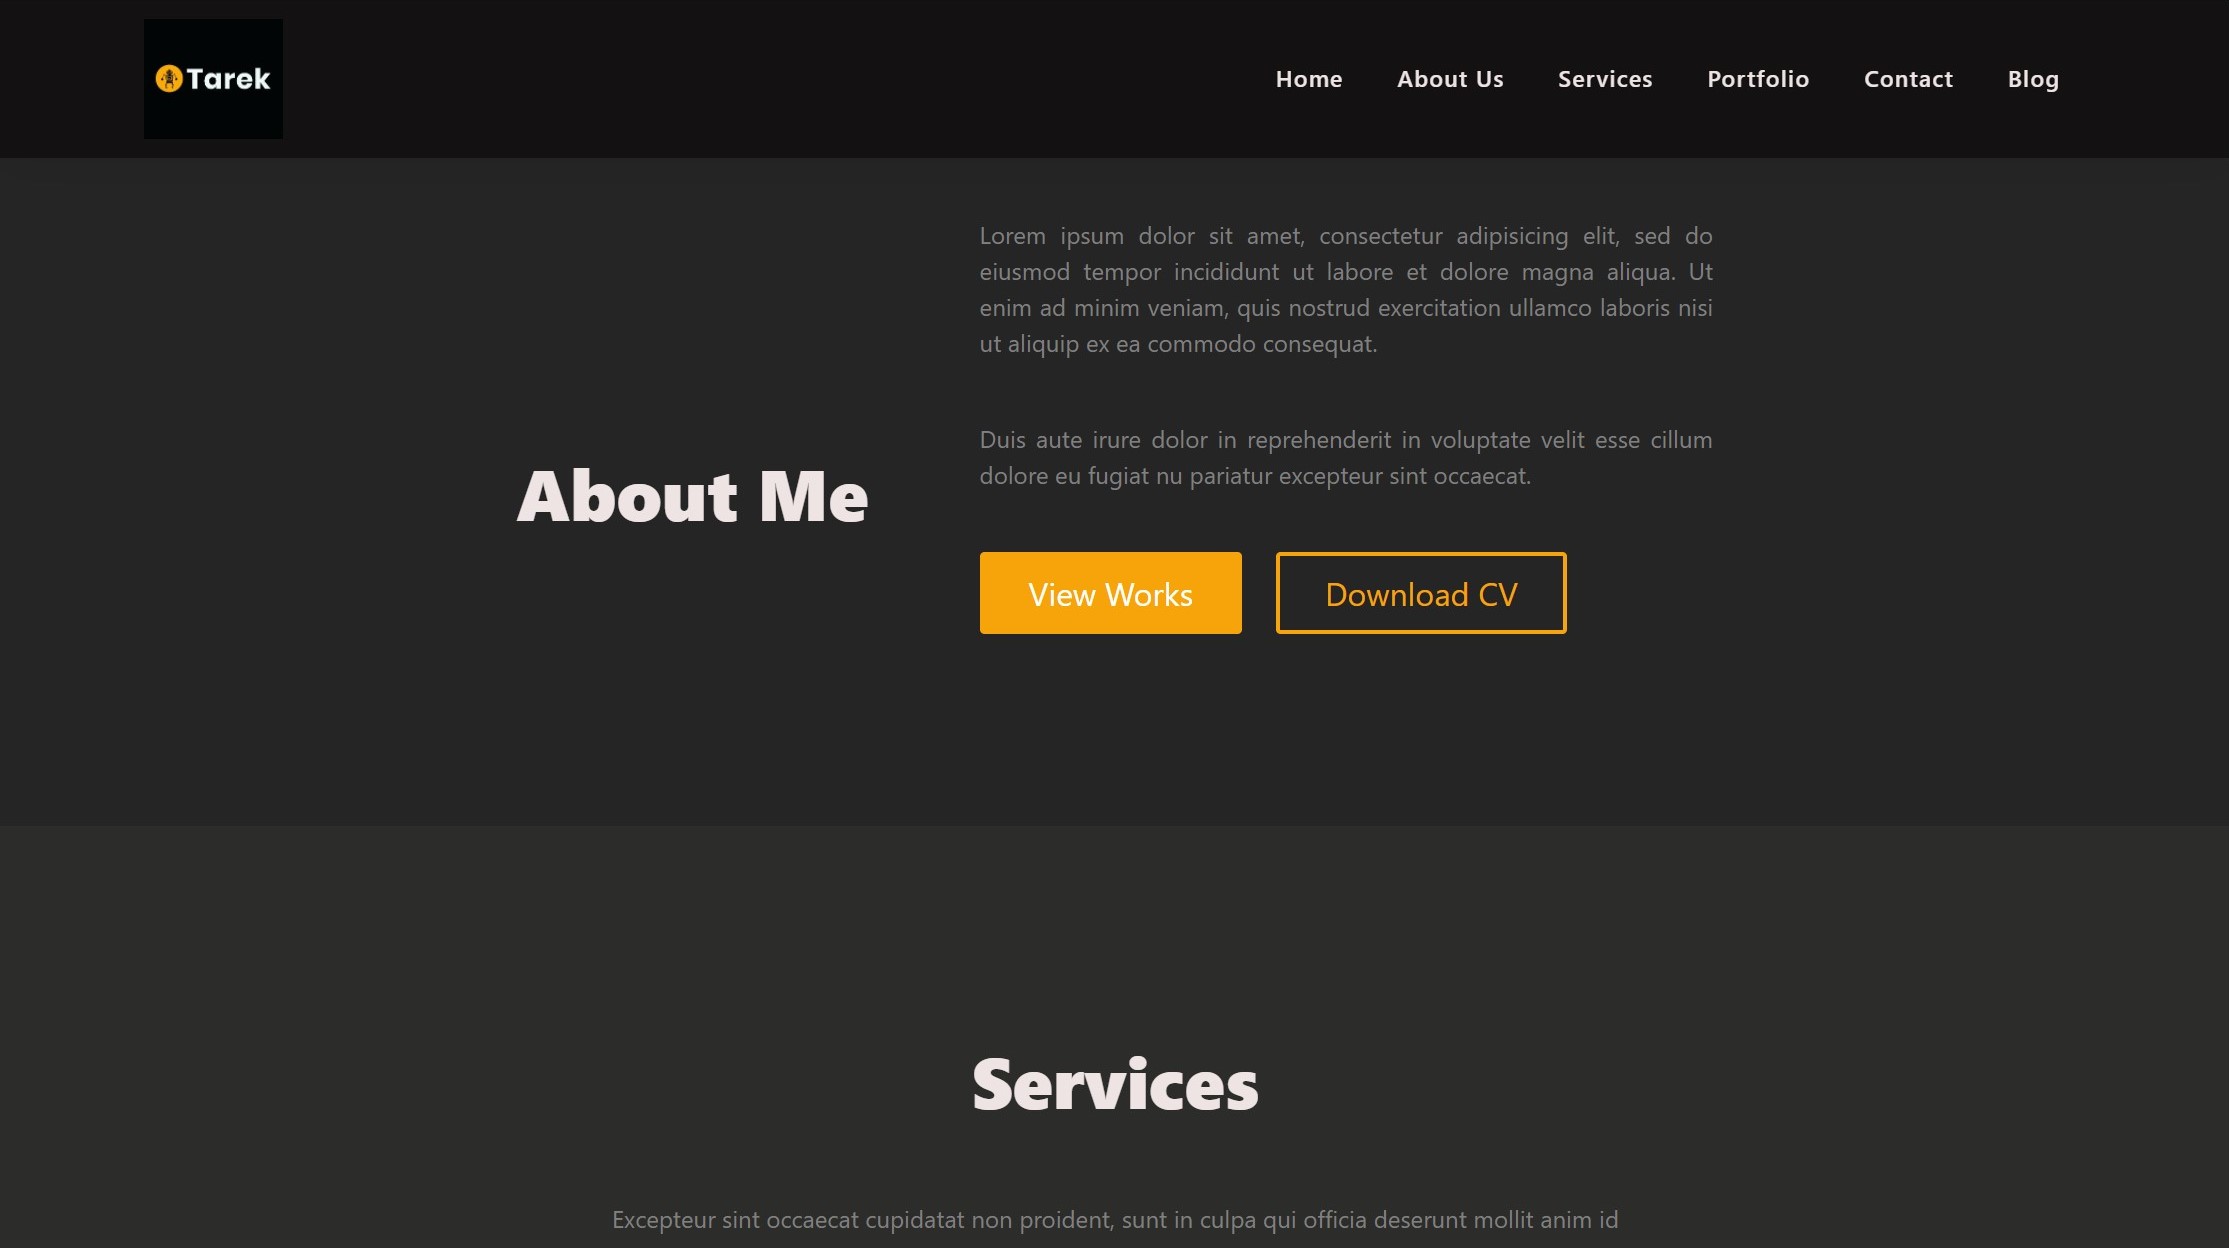 Tarek
Home About Us Services Portfolio Contact Blog
Lorem ipsum dolor sit amet, consectetur adipisicing elit, sed do
eiusmod tempor incididunt ut labore et dolore magna aliqua. Ut
enim ad minim veniam, quis nostrud exercitation ullamco laboris nisi
ut aliquip ex ea commodo consequat.
Duis aute irure dolor in reprehenderit in voluptate velit esse cillum
dolore eu fugiat nu pariatur excepteur sint occaecat.
About Me
View Works Download CV
Services
Excepteur sint occaecat cupidatat non proident, sunt in culpa qui officia deserunt mollit anim id